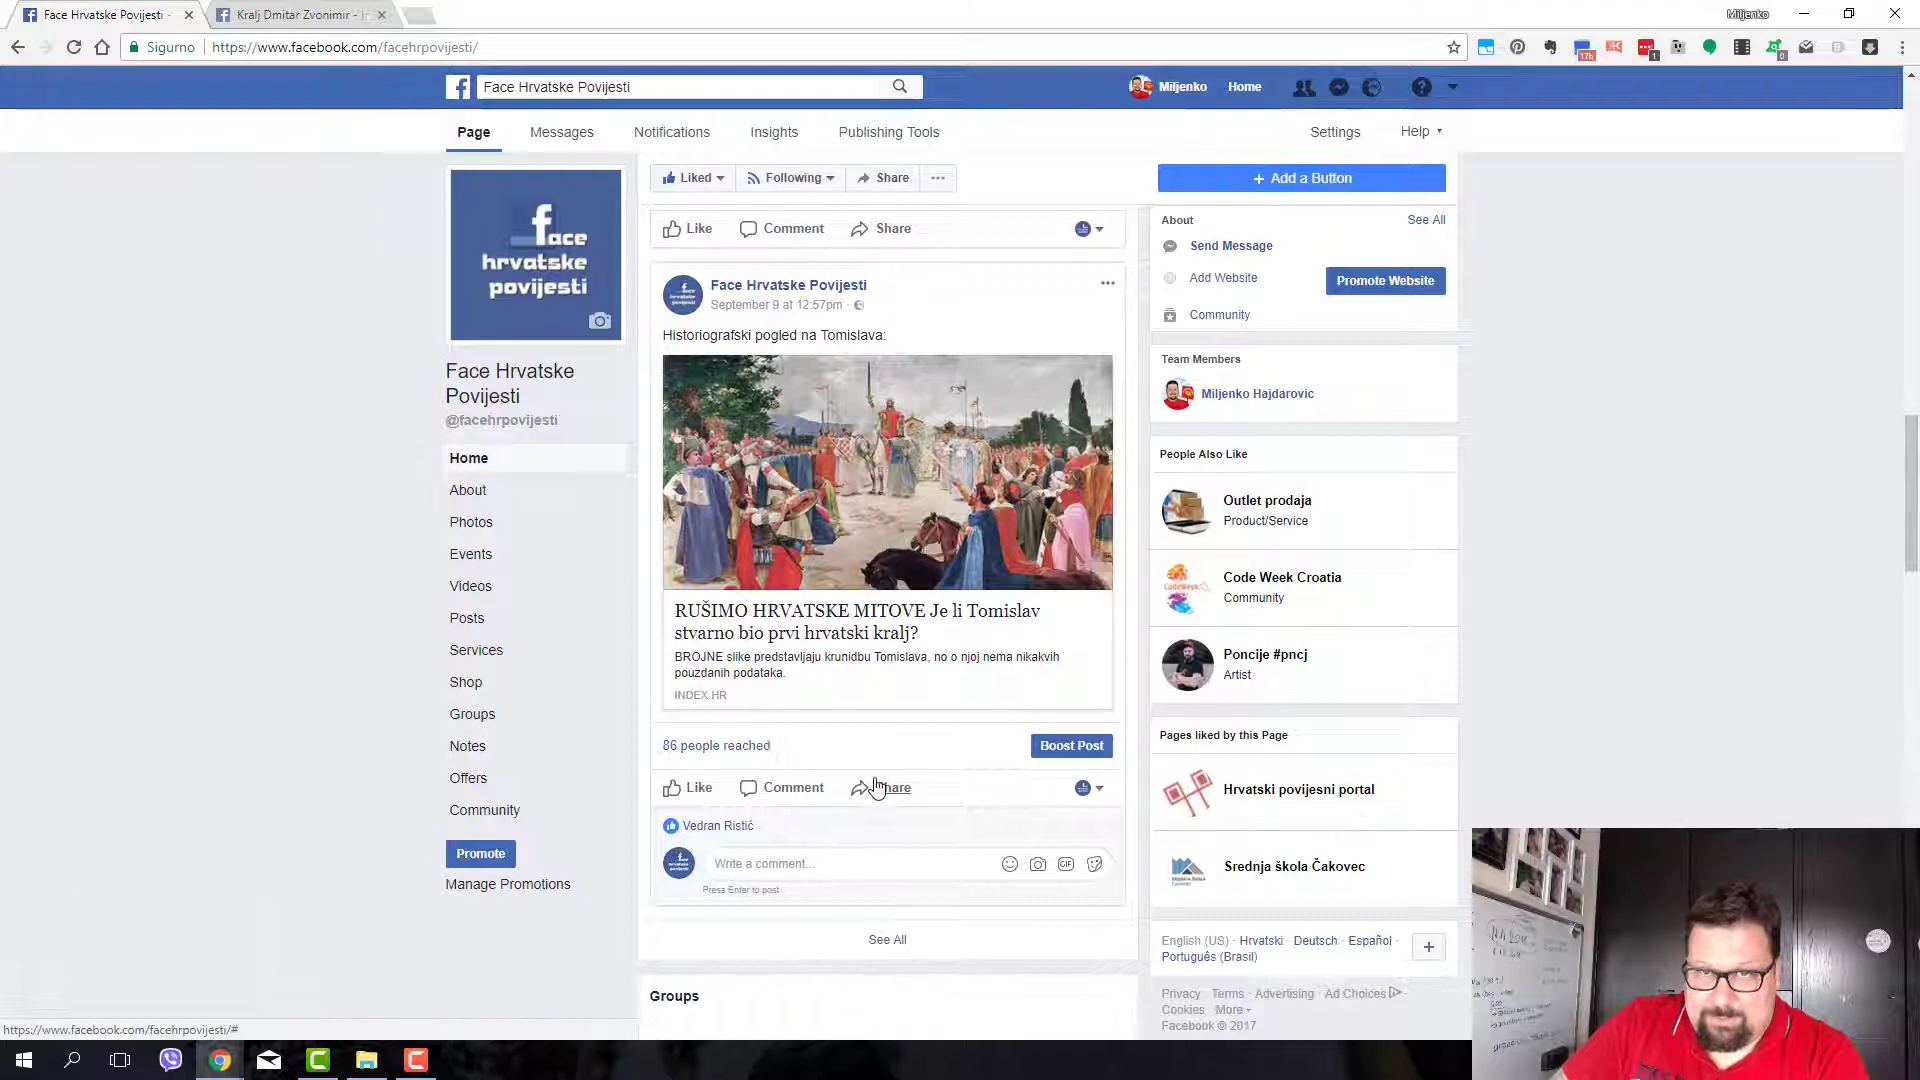 Face Hrvatske Povijesti -
Kralj Dmitar Zvonimir -
Miljenko
Sigurno
https://www.facebook.com/facehrpovijesti/
17h
1
0
Face Hrvatske Povijesti
Miljenko
Home
Page
Messages
Notifications
Insights
Publishing Tools
Settings
Help
Liked
Following
Share
+ Add a Button
face
hrvatske
povijesti
Face Hrvatske
Povijesti
@facehrpovijesti
Home
About
Photos
Events
Videos
Posts
Services
Shop
Groups
Notes
Offers
Community
Promote
Manage Promotions
Like
Comment
Share
Face Hrvatske Povijesti
September 9 at 12:57pm ·
Historiografski pogled na Tomislava:
RUŠIMO HRVATSKE MITOVE Je li Tomislav
stvarno bio prvi hrvatski kralj?
BROJNE slike predstavljaju krunidbu Tomislava, no o njoj nema nikakvih
pouzdanih podataka.
INDEX.HR
86 people reached
Boost Post
Like
Comment
Share
Vedran Ristić
Write a comment...
GIF
Press Enter to post.
See All
Groups
About
See All
Send Message
Add Website
Promote Website
Community
Team Members
Miljenko Hajdarovic
People Also Like
Outlet prodaja
Product/Service
Code Week Croatia
Community
Poncije #pncj
Artist
Pages liked by this Page
Hrvatski povijesni portal
Srednja škola Čakovec
English (US) · Hrvatski · Deutsch · Español ·
Português (Brasil)
Privacy · Terms · Advertising · Ad Choices ·
Cookies · More
Facebook © 2017
https://www.facebook.com/facehrpovijesti/#